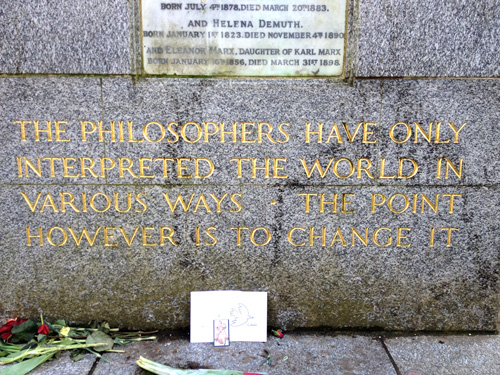 BORN JULY 4TH 1878. DIED MARCH 20TH 1883.
AND HELENA DEMUTH.
BORN JANUARY 1ST 1823. DIED NOVEMBER 4TH 1890
AND ELEANOR MARX, DAUGHTER OF KARL MARX
BORN JANUARY 16TH 1856, DIED MARCH 31ST 1898.
THE PHILOSOPHERS HAVE ONLY
INTERPRETED THE WORLD IN
VARIOUS WAYS · THE POINT
HOWEVER IS TO CHANGE IT